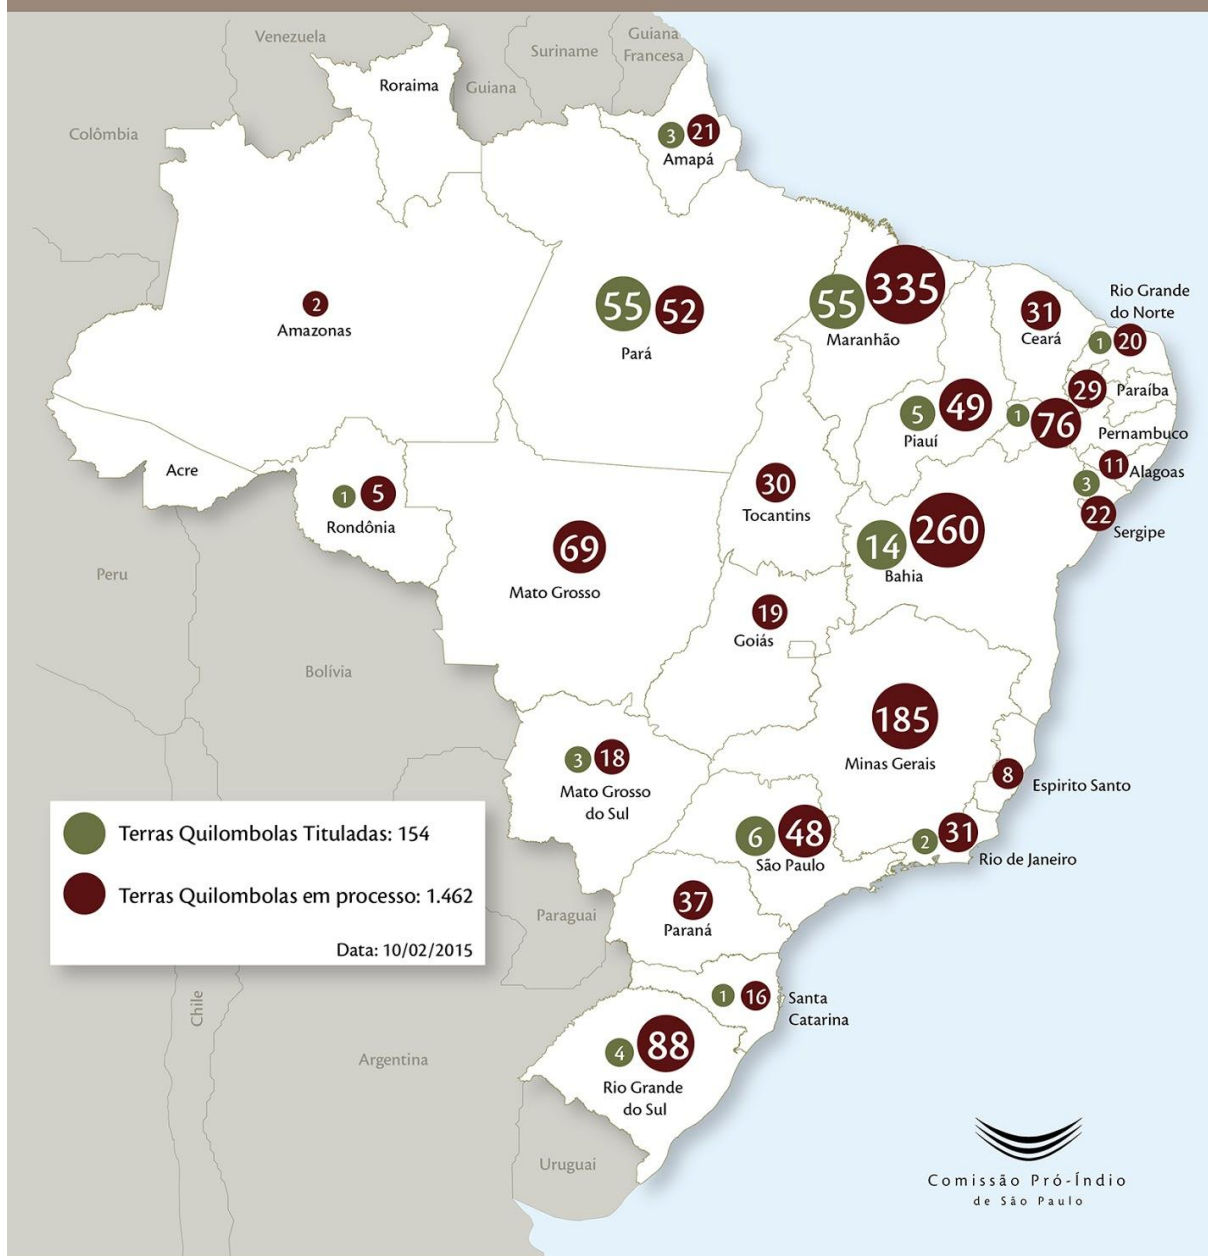 Venezuela
Suriname
Guiana
Francesa
Roraima
Guiana
Colômbia
3 21
Amapá
2
Amazonas
55 52
Pará
55 335
Maranhão
31
Ceará
Rio Grande
do Norte
1 20
29
Paraíba
5 49
Piauí
1 76
Pernambuco
11
Alagoas
3
22
Sergipe
Acre
1 5
Rondônia
30
Tocantins
14 260
Bahia
69
Mato Grosso
Peru
19
Goiás
Bolívia
185
Minas Gerais
3 18
Mato Grosso
do Sul
8
Espirito Santo
6 48
São Paulo
2 31
Rio de Janeiro
Terras Quilombolas Tituladas: 154
Terras Quilombolas em processo: 1.462
Data: 10/02/2015
37
Paraná
Paraguai
1 16
Santa
Catarina
Chile
Argentina
4 88
Rio Grande
do Sul
Uruguai
Comissão Pró-Índio
de São Paulo